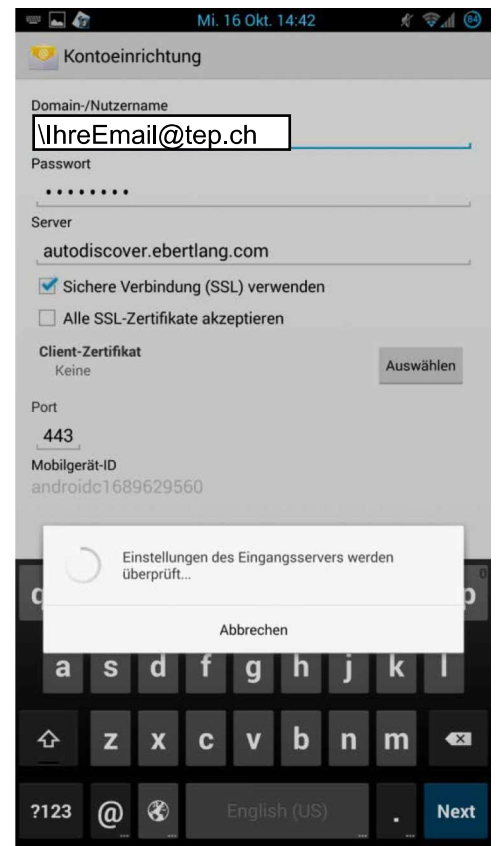 Mi. 16 Okt. 14:42
84
Kontoeinrichtung
Domain-/Nutzername
\IhreEmail@tep.ch
Passwort
••••••••
Server
autodiscover.ebertlang.com
Sichere Verbindung (SSL) verwenden
Alle SSL-Zertifikate akzeptieren
Client-Zertifikat
Keine
Auswählen
Port
443
Mobilgerät-ID
androidc1689629560
Einstellungen des Eingangsservers werden
überprüft...
Abbrechen
q p 0
a s d f g h j k l
z x c v b n m
?123 @ English (US) . Next